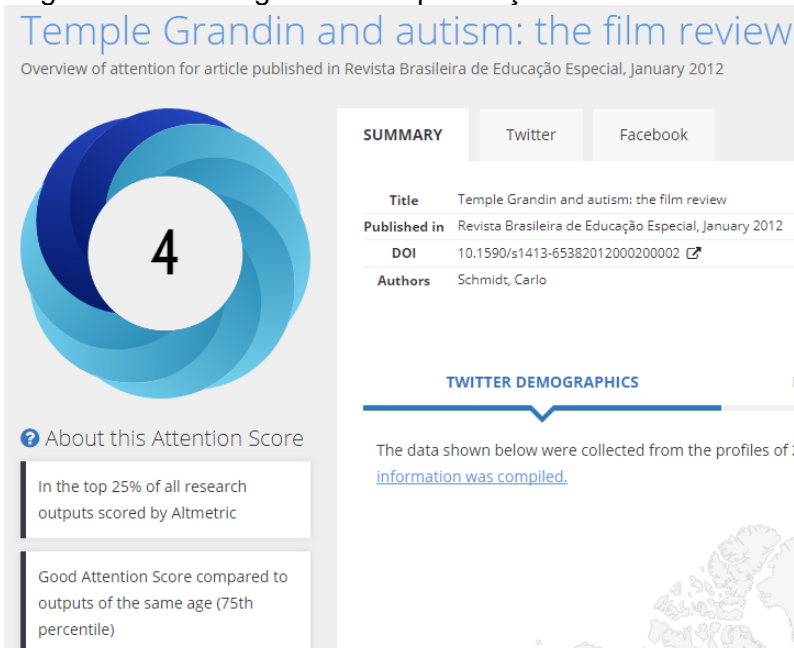 Temple Grandin and autism: the film review
Overview of attention for article published in Revista Brasileira de Educação Especial, January 2012
4
About this Attention Score
In the top 25% of all research
outputs scored by Altmetric
Good Attention Score compared to
outputs of the same age (75th
percentile)
SUMMARY Twitter Facebook
Title Temple Grandin and autism: the film review
Published in Revista Brasileira de Educação Especial, January 2012
DOI 10.1590/s1413-65382012000200002
Authors Schmidt, Carlo
TWITTER DEMOGRAPHICS
The data shown below were collected from the profiles of
information was compiled.